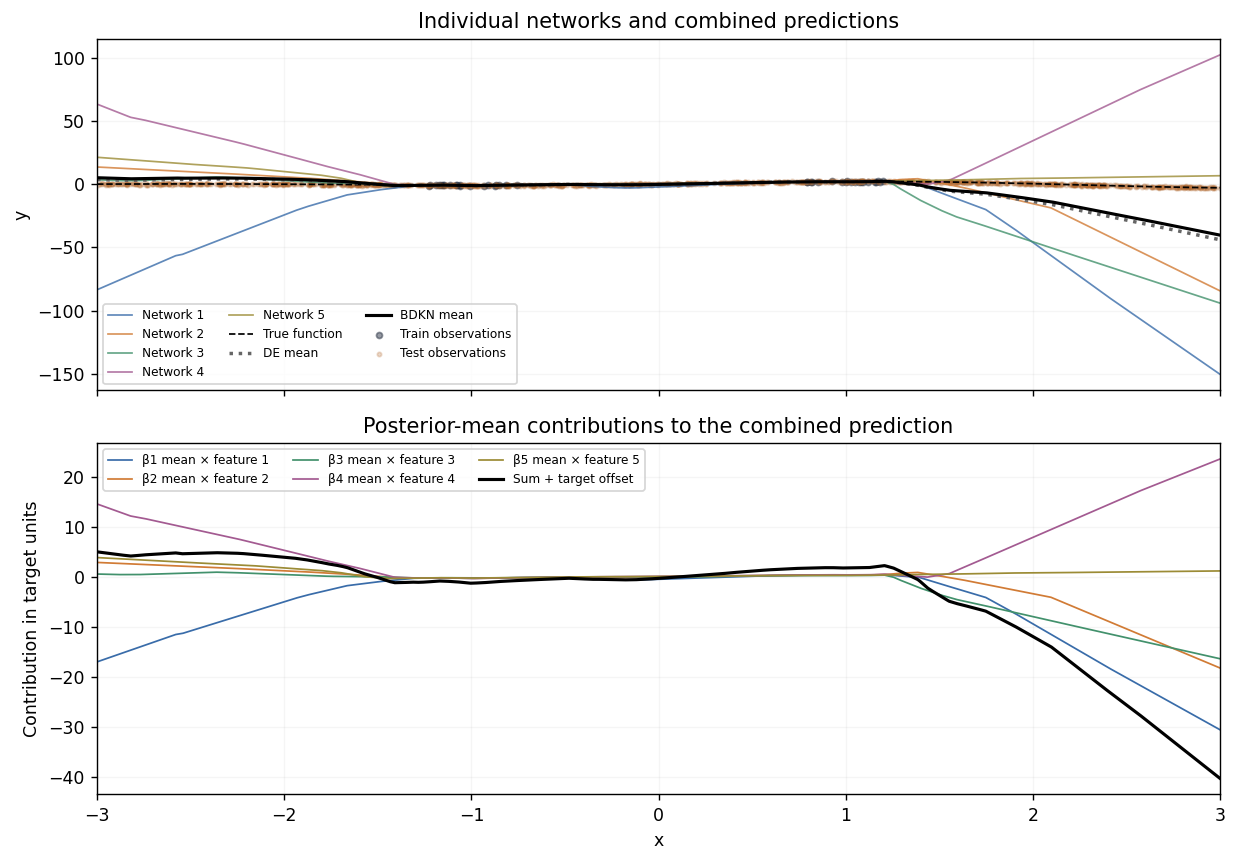 Individual networks and combined predictions
100
50
0
−50
−100
−150
y
Network 1
Network 2
Network 3
Network 4
Network 5
True function
DE mean
BDKN mean
Train observations
Test observations
Posterior-mean contributions to the combined prediction
20
10
0
−10
−20
−30
−40
Contribution in target units
β1 mean × feature 1
β2 mean × feature 2
β3 mean × feature 3
β4 mean × feature 4
β5 mean × feature 5
Sum + target offset
−3
−2
−1
0
1
2
3
x